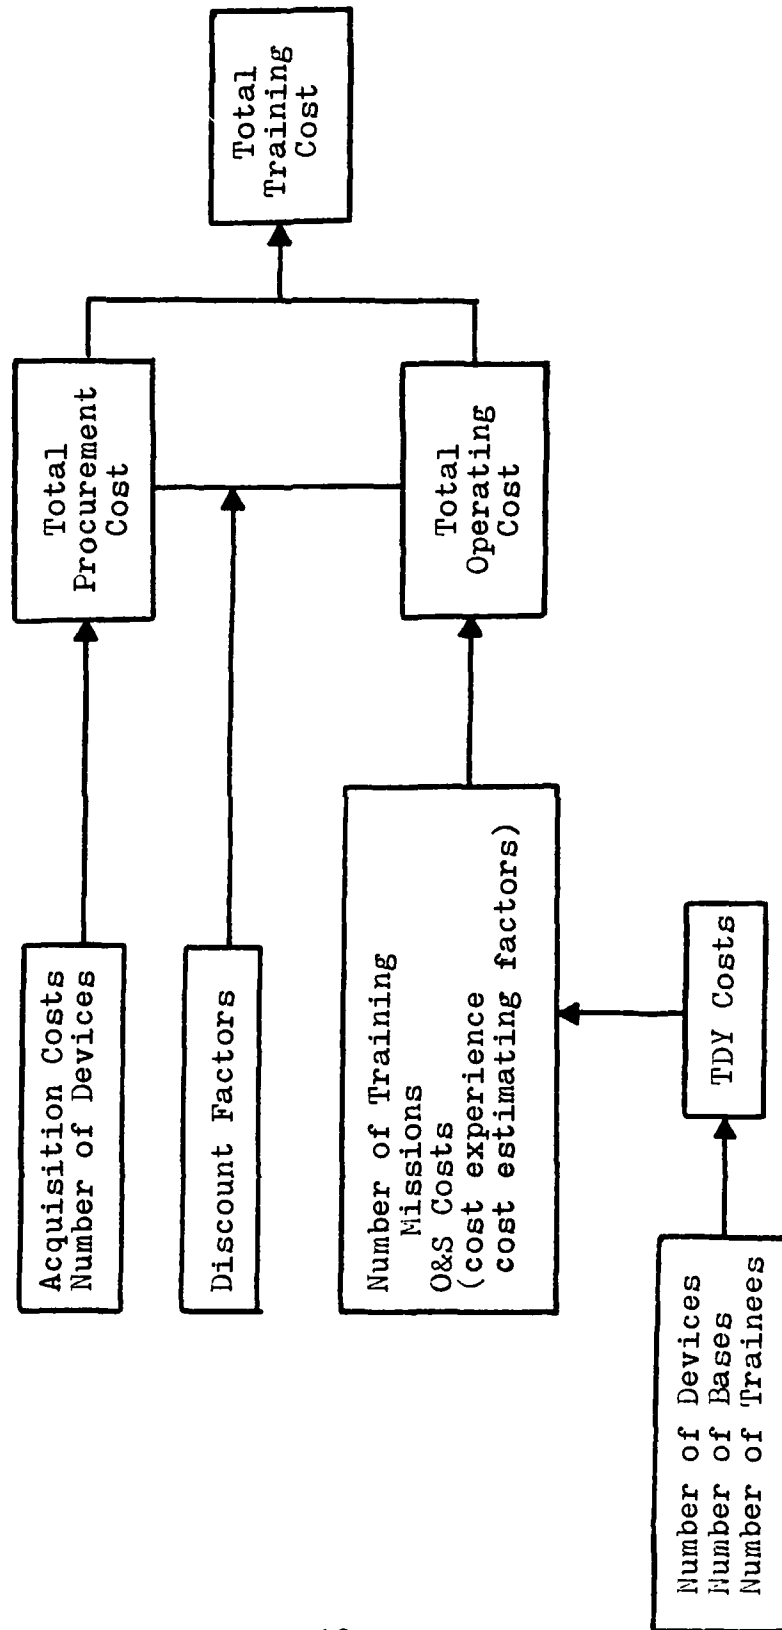 Acquisition Costs
Number of Devices
Total
Procurement
Cost
Discount Factors
Total
Training
Cost
Number of Training
Missions
O&S Costs
(cost experience
cost estimating factors)
Total
Operating
Cost
TDY Costs
Number of Devices
Number of Bases
Number of Trainees